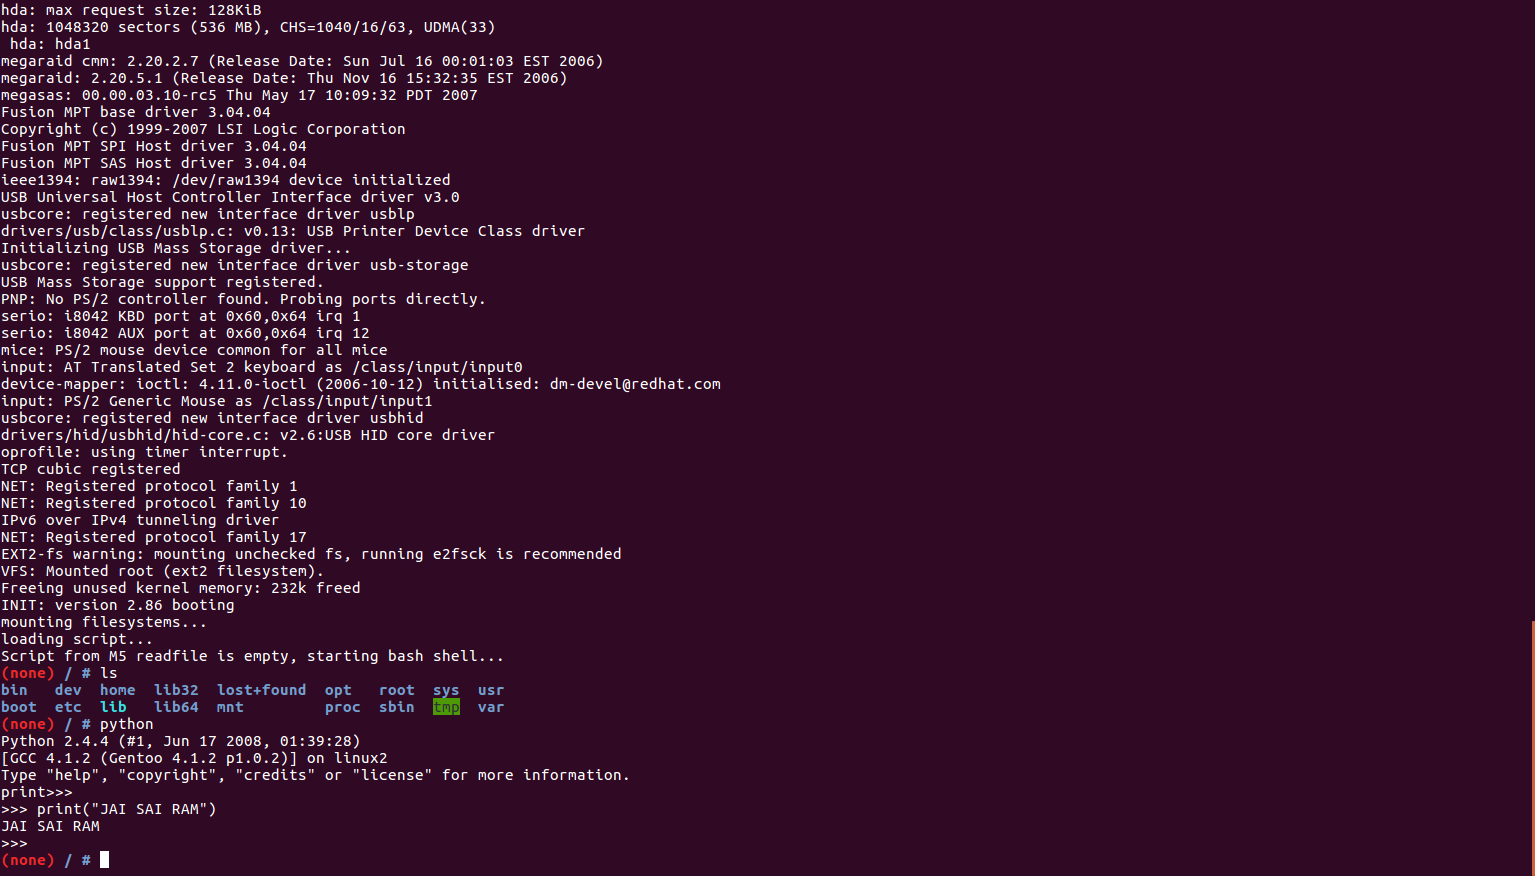 hda: max request size: 128KiB
hda: 1048320 sectors (536 MB), CHS=1040/16/63, UDMA(33)
 hda: hda1
megaraid cmm: 2.20.2.7 (Release Date: Sun Jul 16 00:01:03 EST 2006)
megaraid: 2.20.5.1 (Release Date: Thu Nov 16 15:32:35 EST 2006)
megasas: 00.00.03.10-rc5 Thu May 17 10:09:32 PDT 2007
Fusion MPT base driver 3.04.04
Copyright (c) 1999-2007 LSI Logic Corporation
Fusion MPT SPI Host driver 3.04.04
Fusion MPT SAS Host driver 3.04.04
ieee1394: raw1394: /dev/raw1394 device initialized
USB Universal Host Controller Interface driver v3.0
usbcore: registered new interface driver usblp
drivers/usb/class/usblp.c: v0.13: USB Printer Device Class driver
Initializing USB Mass Storage driver...
usbcore: registered new interface driver usb-storage
USB Mass Storage support registered.
PNP: No PS/2 controller found. Probing ports directly.
serio: i8042 KBD port at 0x60,0x64 irq 1
serio: i8042 AUX port at 0x60,0x64 irq 12
mice: PS/2 mouse device common for all mice
input: AT Translated Set 2 keyboard as /class/input/input0
device-mapper: ioctl: 4.11.0-ioctl (2006-10-12) initialised: dm-devel@redhat.com
input: PS/2 Generic Mouse as /class/input/input1
usbcore: registered new interface driver usbhid
drivers/hid/usbhid/hid-core.c: v2.6:USB HID core driver
oprofile: using timer interrupt.
TCP cubic registered
NET: Registered protocol family 1
NET: Registered protocol family 10
IPv6 over IPv4 tunneling driver
NET: Registered protocol family 17
EXT2-fs warning: mounting unchecked fs, running e2fsck is recommended
VFS: Mounted root (ext2 filesystem).
Freeing unused kernel memory: 232k freed
INIT: version 2.86 booting
mounting filesystems...
loading script...
Script from M5 readfile is empty, starting bash shell...
(none) / # ls
bin   dev  home  lib32  lost+found  opt   root  sys  usr
boot  etc  lib   lib64  mnt         proc  sbin  tmp  var
(none) / # python
Python 2.4.4 (#1, Jun 17 2008, 01:39:28)
[GCC 4.1.2 (Gentoo 4.1.2 p1.0.2)] on linux2
Type "help", "copyright", "credits" or "license" for more information.
print>>>
>>> print("JAI SAI RAM")
JAI SAI RAM
>>>
(none) / #